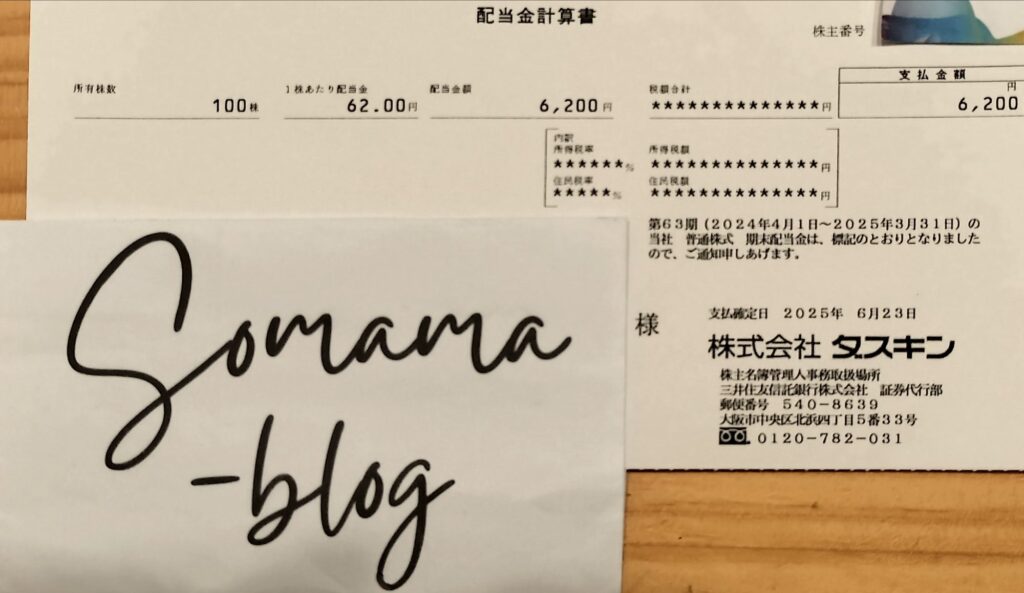 配当金計算書
株主番号
所有株数
100株
1株あたり配当金
62.00円
配当金額
6,200円
税額合計
**************円
支払金額
円
6,200
内訳
所得税率
******%
所得税額
**************円
住民税率
*****%
住民税額
**************円
第63期（2024年4月1日～2025年3月31日）の
当社　普通株式　期末配当金は、標記のとおりとなりました
ので、ご通知申しあげます。
様
支払確定日　2025年　6月23日
株式会社 ダスキン
株主名簿管理人事務取扱場所
三井住友信託銀行株式会社　証券代行部
郵便番号　540-8639
大阪市中央区北浜四丁目5番33号
0120-782-031
Somama
-blog